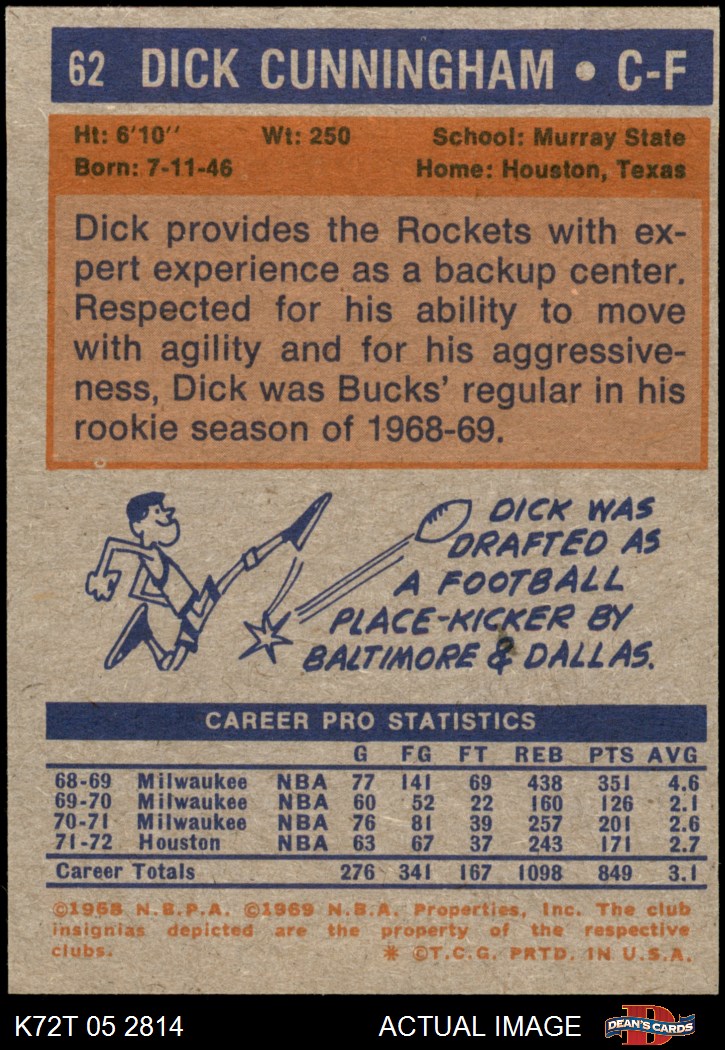 62 DICK CUNNINGHAM • C-F
Ht: 6'10'' Wt: 250 School: Murray State
Born: 7-11-46 Home: Houston, Texas
Dick provides the Rockets with ex-
pert experience as a backup center.
Respected for his ability to move
with agility and for his aggressive-
ness, Dick was Bucks' regular in his
rookie season of 1968-69.
DICK WAS
DRAFTED AS
A FOOTBALL
PLACE-KICKER BY
BALTIMORE & DALLAS.
CAREER PRO STATISTICS
G FG FT REB PTS AVG
68-69 Milwaukee NBA 77 141 69 438 351 4.6
69-70 Milwaukee NBA 60 52 22 160 126 2.1
70-71 Milwaukee NBA 76 81 39 257 201 2.6
71-72 Houston NBA 63 67 37 243 171 2.7
Career Totals 276 341 167 1098 849 3.1
©1968 N.B.P.A. ©1969 N.B.A. Properties, Inc. The club
insignias depicted are the property of the respective
clubs. * ©T.C.G. PRTD. IN U.S.A.
K72T 05 2814 ACTUAL IMAGE D DEAN'S CARDS